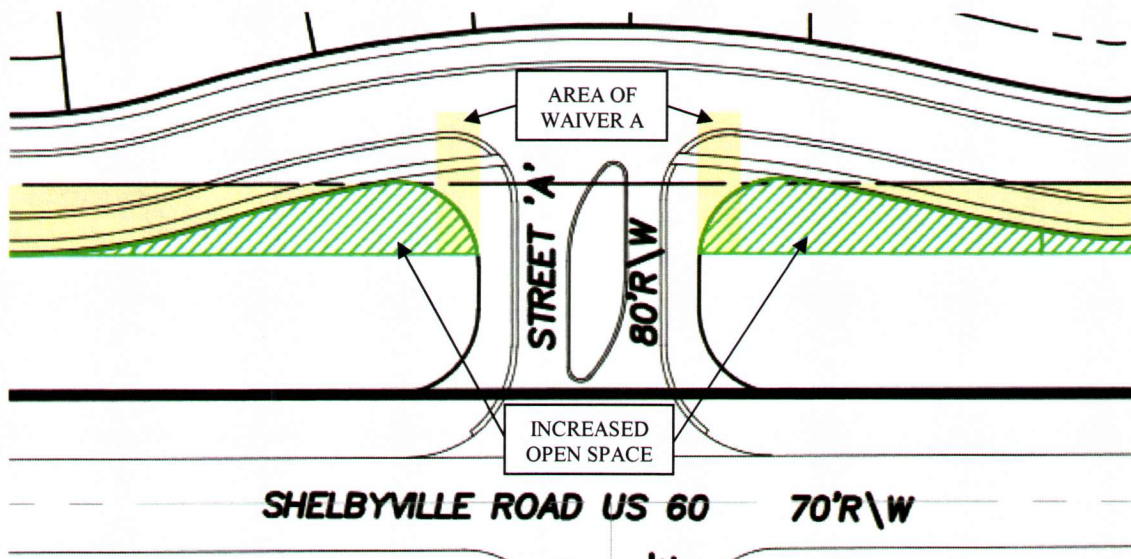 AREA OF
WAIVER A
STREET 'A'
80'R\W
INCREASED
OPEN SPACE
SHELBYVILLE ROAD US 60 70'R\W